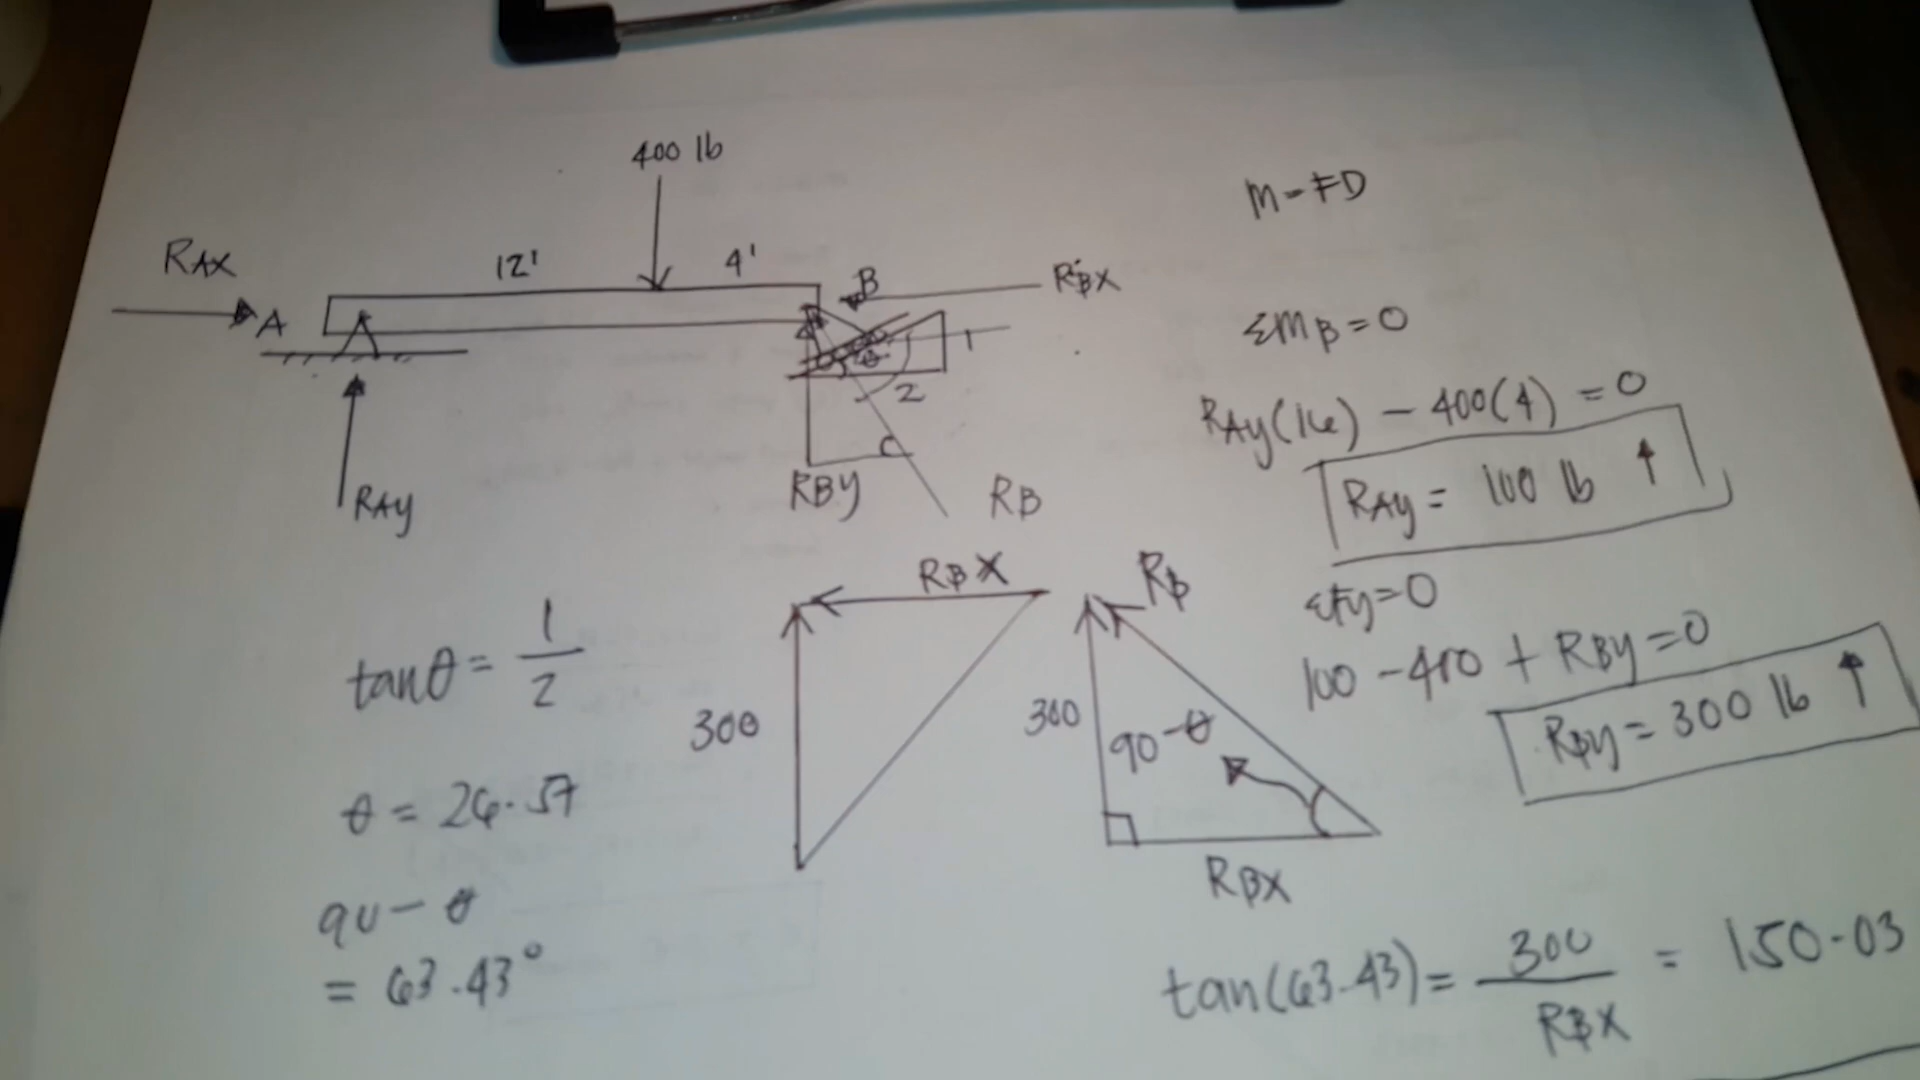 400 lb
M=FD
RAX
12'
4'
B
RBX
A
ΣMB=0
θ
1
2
RAy(16) - 400(4) = 0
C
RBy
RB
RAy
RAy = 100 lb ↑
RBX
RB
ΣFy=0
tanθ = 1/2
100 - 400 + RBy = 0
300
300
90-θ
RBy = 300 lb ↑
θ = 26.57
RBX
90-θ
= 63.43°
tan(63.43) = 300/RBX = 150.03